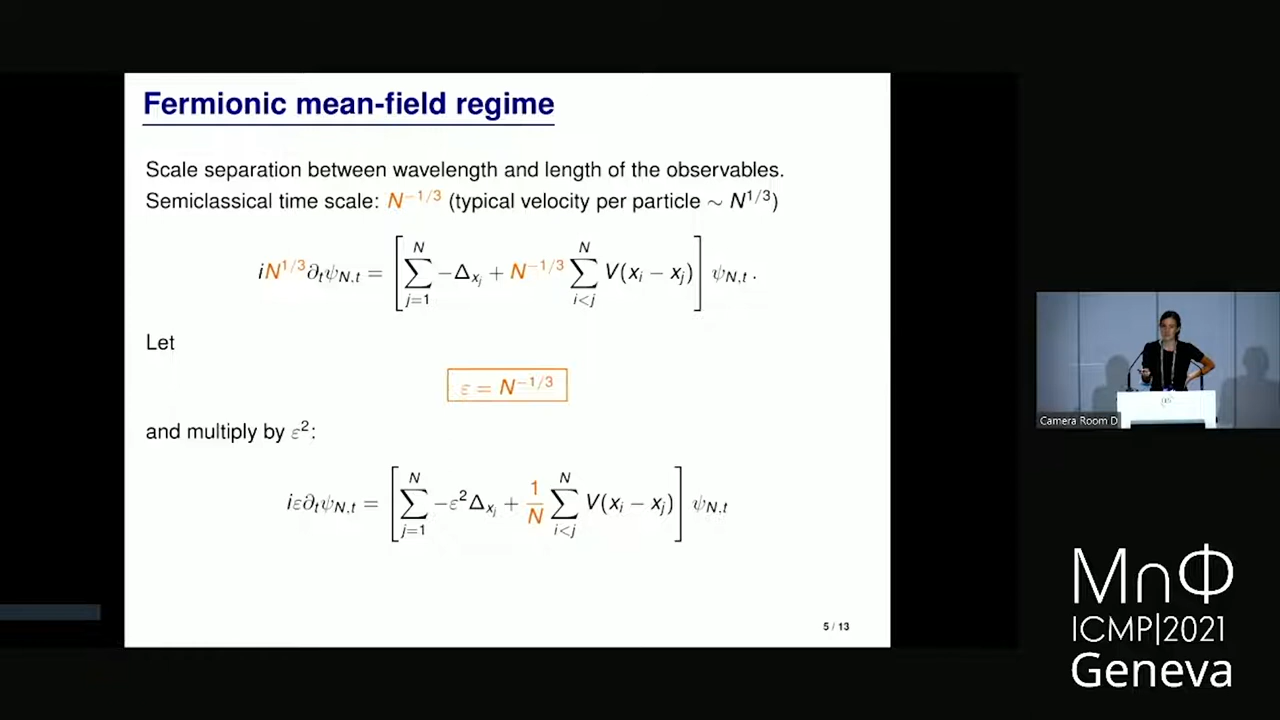 Fermionic mean-field regime
Scale separation between wavelength and length of the observables.
Semiclassical time scale: N^{-1/3} (typical velocity per particle ∼ N^{1/3})
iN^{1/3}∂_tψ_{N,t} = [∑_{j=1}^{N} −Δ_{x_j} + N^{−1/3} ∑_{i<j}^{N} V(x_i − x_j)] ψ_{N,t} .
Let
ε = N^{−1/3}
and multiply by ε²:
iε∂_tψ_{N,t} = [∑_{j=1}^{N} −ε²Δ_{x_j} + 1/N ∑_{i<j}^{N} V(x_i − x_j)] ψ_{N,t}
5 / 13
Camera Room D
M∩Φ
ICMP|2021
Geneva